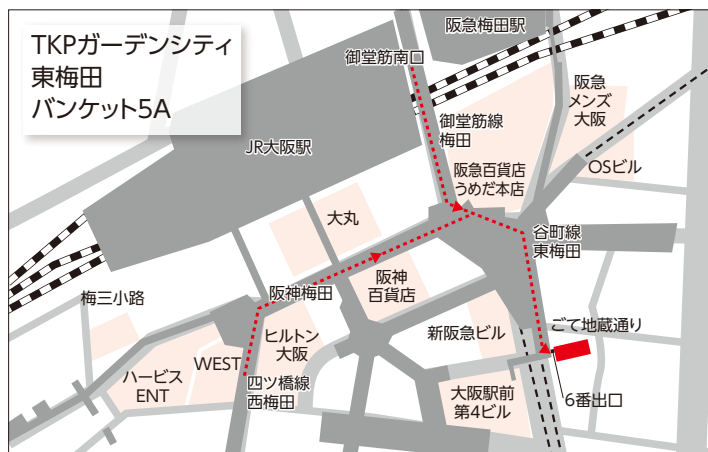 TKPガーデンシティ
東梅田
バンケット5A
阪急梅田駅
御堂筋南口
阪急
メンズ
大阪
御堂筋線
梅田
JR大阪駅
阪急百貨店
うめだ本店
OSビル
大丸
谷町線
東梅田
阪神梅田
阪神
百貨店
梅三小路
ごて地蔵通り
新阪急ビル
ヒルトン
大阪
WEST
ハービス
ENT
四ツ橋線
西梅田
大阪駅前
第4ビル
6番出口